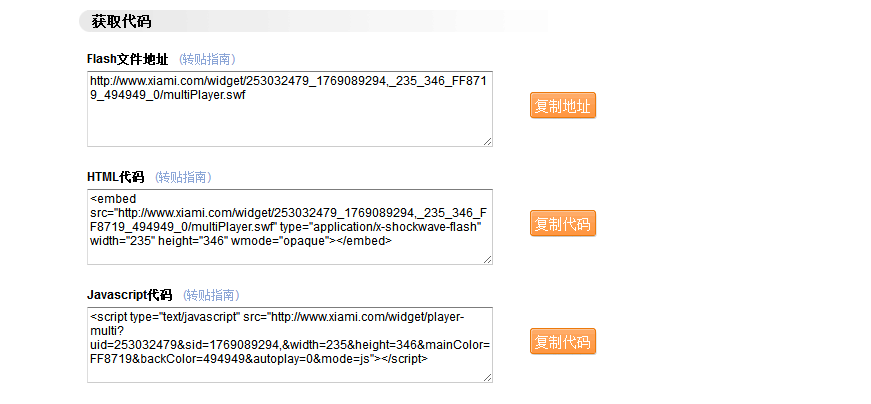 获取代码
Flash文件地址 (转贴指南)
http://www.xiami.com/widget/253032479_1769089294,_235_346_FF871
9_494949_0/multiPlayer.swf
复制地址
HTML代码 (转贴指南)
<embed
src="http://www.xiami.com/widget/253032479_1769089294,_235_346_F
F8719_494949_0/multiPlayer.swf" type="application/x-shockwave-flash"
width="235" height="346" wmode="opaque"></embed>
复制代码
Javascript代码 (转贴指南)
<script type="text/javascript" src="http://www.xiami.com/widget/player-
multi?
uid=253032479&sid=1769089294,&width=235&height=346&mainColor=
FF8719&backColor=494949&autoplay=0&mode=js"></script>
复制代码